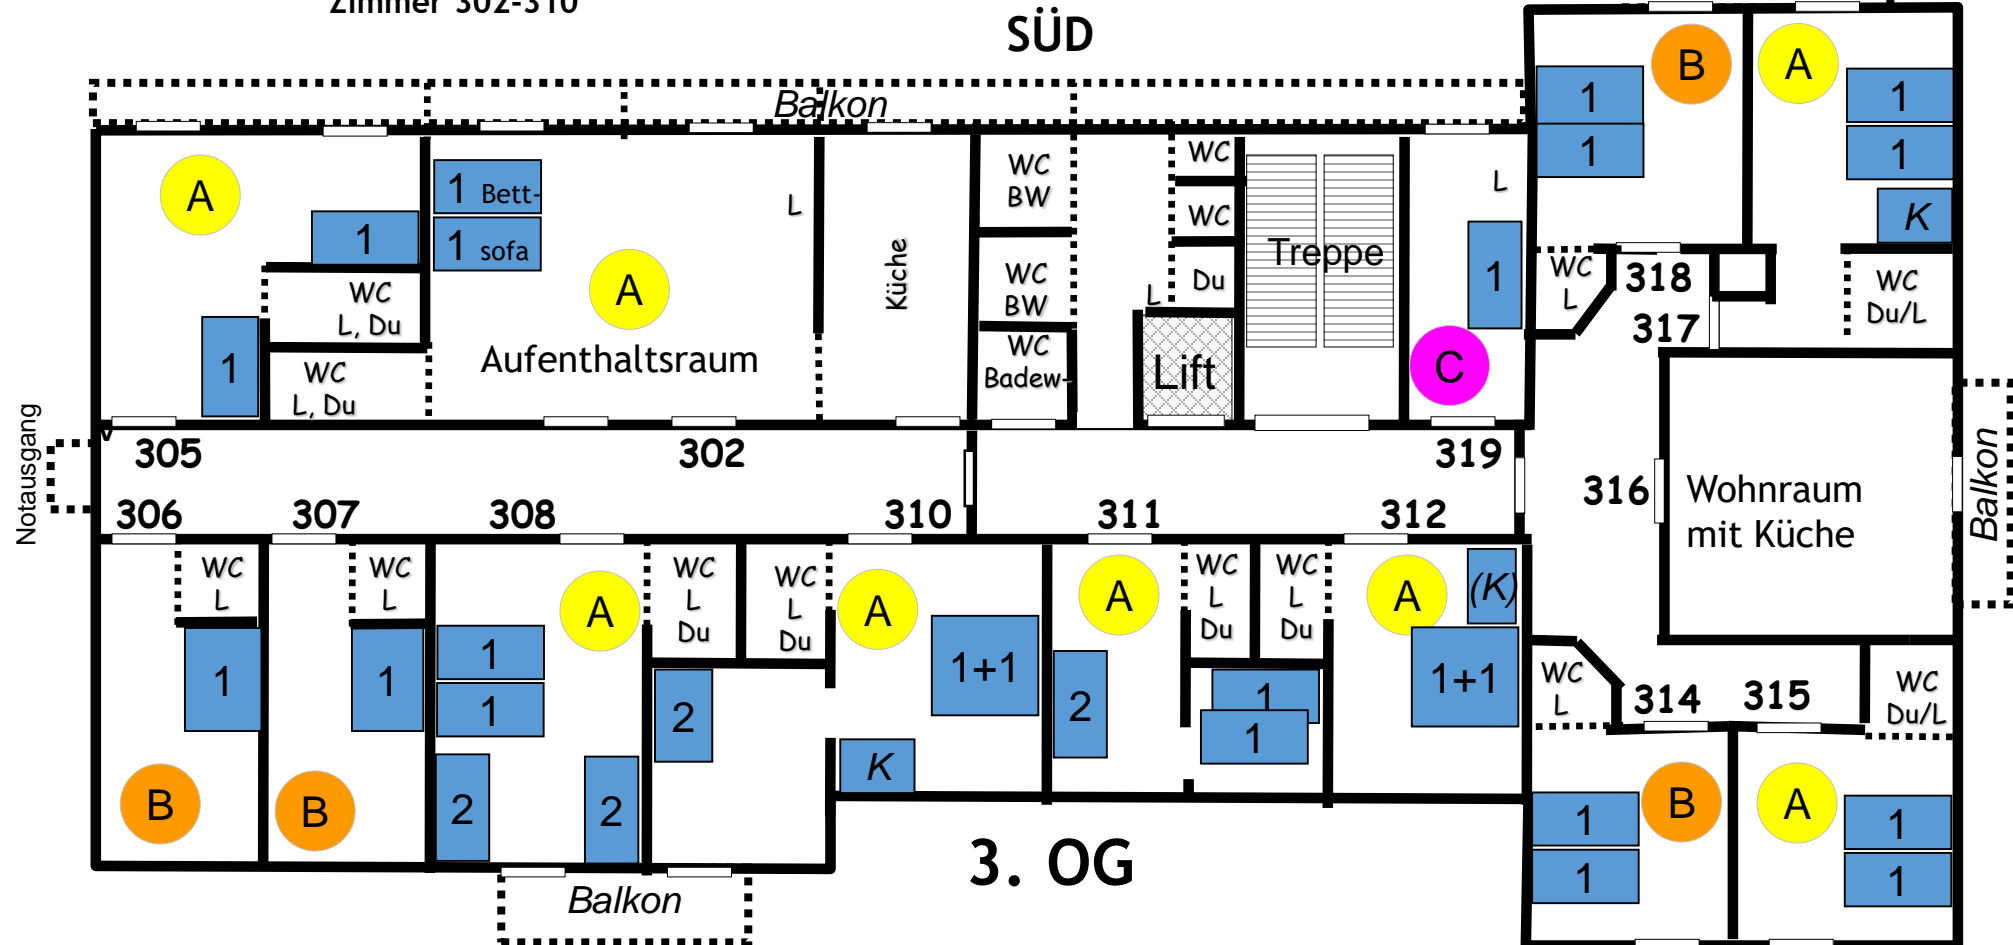 Zimmer 302-310
SÜD
Balkon
B
A
1
1
1
1
K
A
1
1 Bett-
1 sofa
A
L
Küche
WC
BW
WC
BW
WC
Badew-
WC
WC
Du
L
Lift
Treppe
L
1
C
WC
L, Du
WC
L, Du
1
Aufenthaltsraum
WC
L
318
317
WC
Du/L
Notausgang
305
302
319
316
Wohnraum
mit Küche
Balkon
306
307
308
310
311
312
WC
L
WC
L
A
WC
L
Du
WC
L
Du
A
A
WC
L
Du
WC
L
Du
A
(K)
1
1
1
1
2
2
2
1+1
K
2
1
1
1+1
WC
L
314
315
WC
Du/L
B
B
B
A
1
1
1
1
3. OG
Balkon